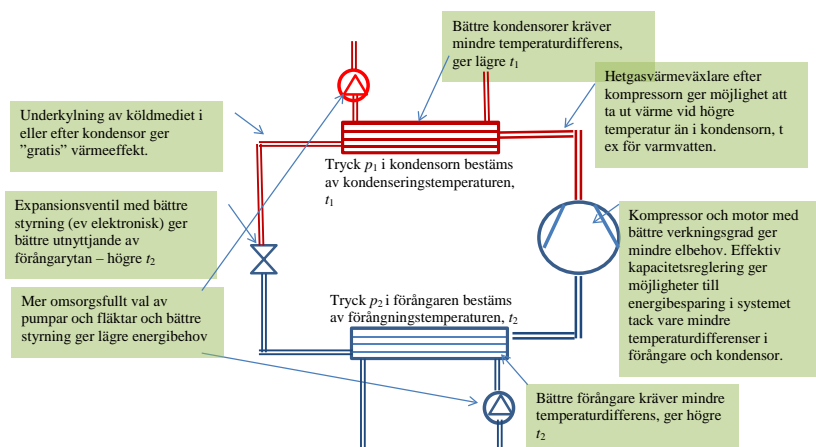 Bättre kondensorer kräver
mindre temperaturdifferens,
ger lägre t1
Hetgasvärmeväxlare efter
kompressorn ger möjlighet att
ta ut värme vid högre
temperatur än i kondensorn, t
ex för varmvatten.
Underkylning av köldmediet i
eller efter kondensor ger
”gratis” värmeeffekt.
Tryck p1 i kondensorn bestäms
av kondenseringstemperaturen,
t1
Expansionsventil med bättre
styrning (ev elektronisk) ger
bättre utnyttjande av
förångarytan – högre t2
Kompressor och motor med
bättre verkningsgrad ger
mindre elbehov. Effektiv
kapacitetsreglering ger
möjligheter till
energibesparing i systemet
tack vare mindre
temperaturdifferenser i
förångare och kondensor.
Mer omsorgsfullt val av
pumpar och fläktar och bättre
styrning ger lägre energibehov
Tryck p2 i förångaren bestäms
av förångningstemperaturen, t2
Bättre förångare kräver mindre
temperaturdifferens, ger högre
t2